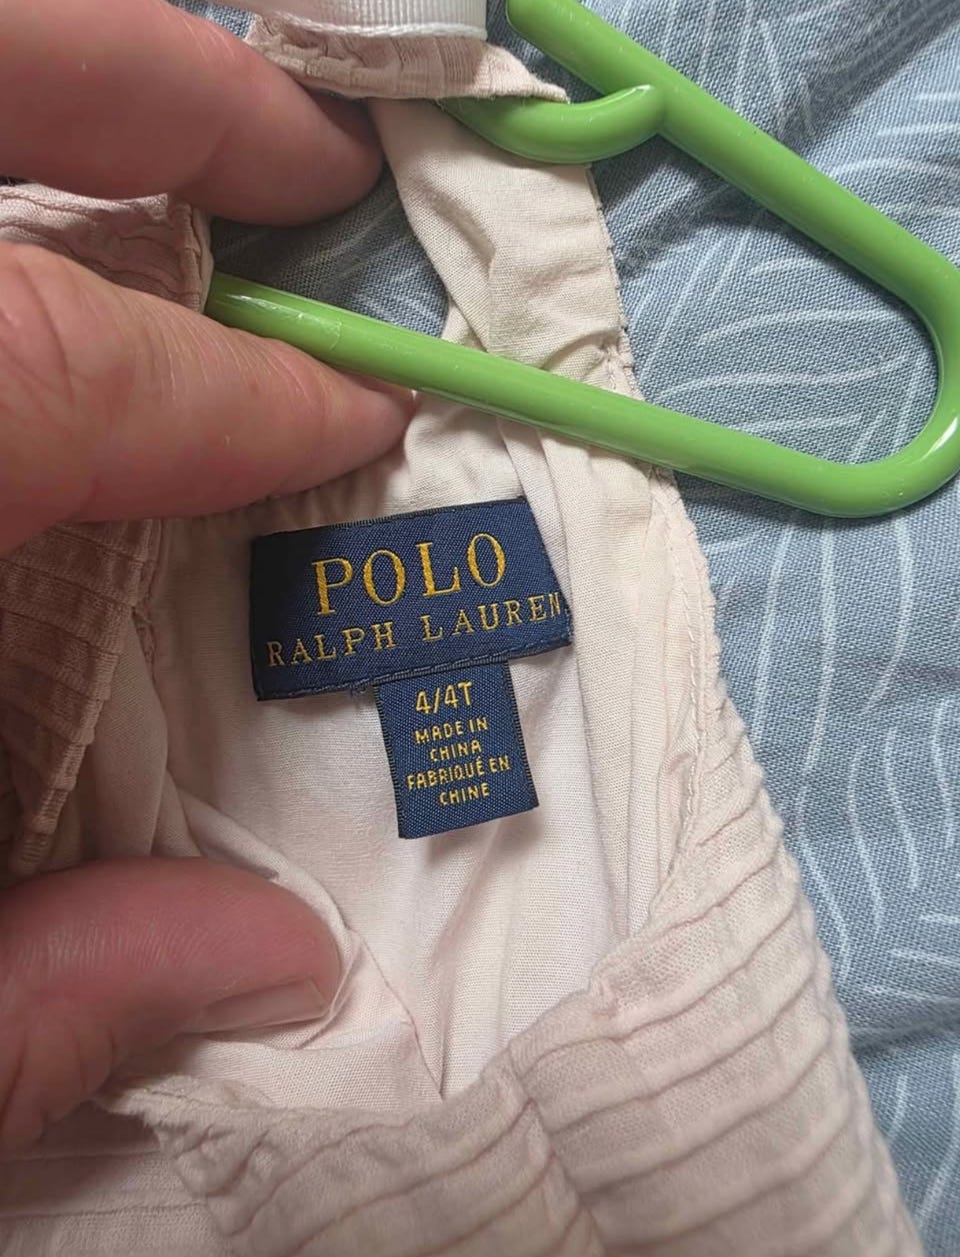 POLO
RALPH LAUREN
4/4T
MADE IN
CHINA
FABRIQUÉ EN
CHINE